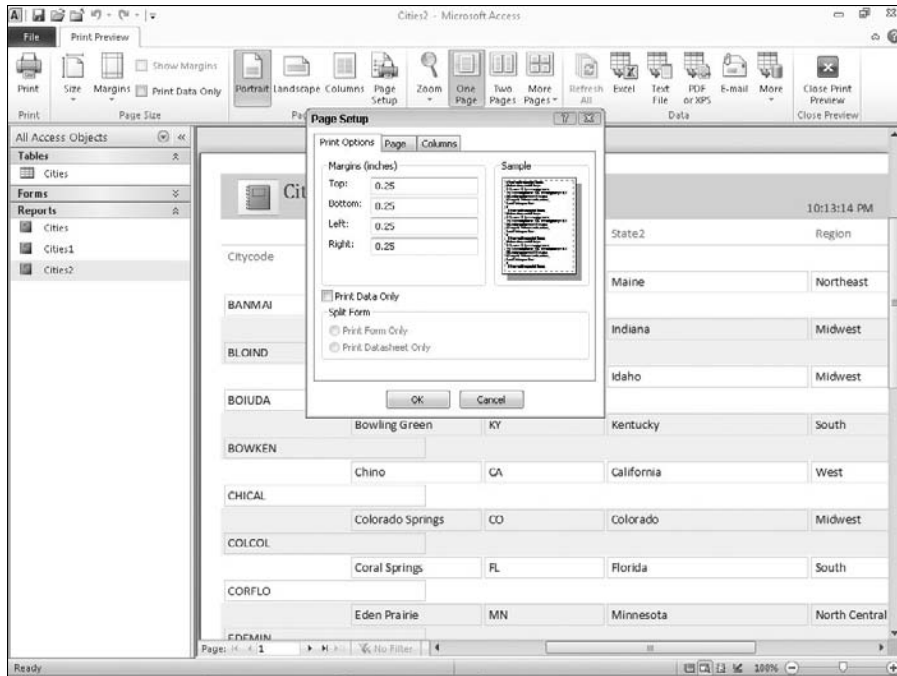 Cities2 - Microsoft Access
File Print Preview
Print Size Margins Show Margins Print Data Only Portrait Landscape Columns Page Setup Zoom One Page Two Pages More Pages Refresh All Excel Text File PDF or XPS E-mail More Close Print Preview
Print Page Size Data Close Preview
All Access Objects
Tables
Cities
Forms
Reports
Cities
Cities1
Cities2
Page Setup
Print Options Page Columns
Margins (inches)
Top: 0.25
Bottom: 0.25
Left: 0.25
Right: 0.25
Sample
Print Data Only
Split Form
Print Form Only
Print Datasheet Only
OK Cancel
Cit
10:13:14 PM
Citycode State2 Region
Maine Northeast
BANMAI
Indiana Midwest
BLOIND
Idaho Midwest
BOIUDA
Bowling Green KY Kentucky South
BOWKEN
Chino CA California West
CHICAL
Colorado Springs CO Colorado Midwest
COLCOL
Coral Springs FL Florida South
CORFLO
Eden Prairie MN Minnesota North Central
EDEMIN
Page: 1 No Filter
Ready 100%